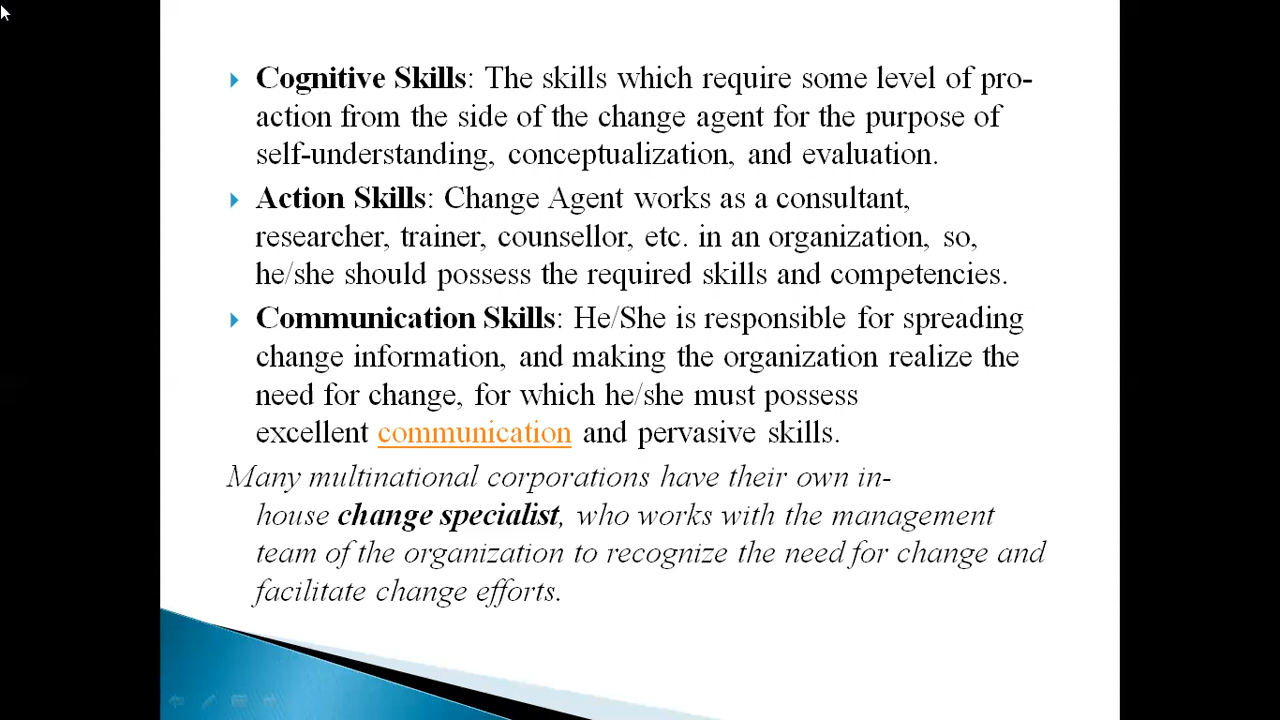 Cognitive Skills: The skills which require some level of pro-
action from the side of the change agent for the purpose of
self-understanding, conceptualization, and evaluation.
Action Skills: Change Agent works as a consultant,
researcher, trainer, counsellor, etc. in an organization, so,
he/she should possess the required skills and competencies.
Communication Skills: He/She is responsible for spreading
change information, and making the organization realize the
need for change, for which he/she must possess
excellent communication and pervasive skills.
Many multinational corporations have their own in-
house change specialist, who works with the management
team of the organization to recognize the need for change and
facilitate change efforts.